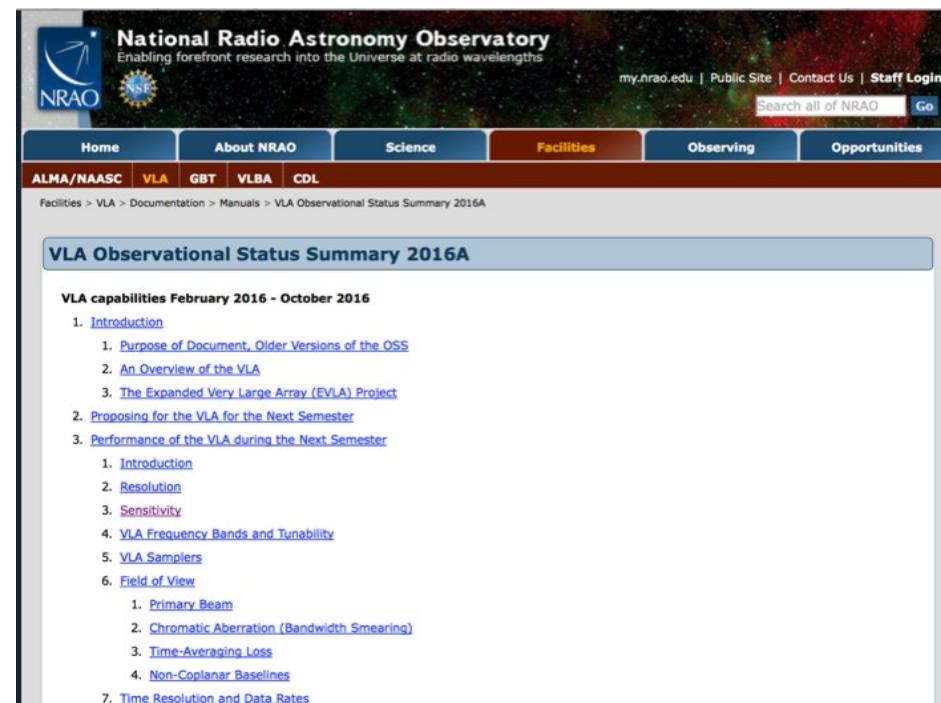 National Radio Astronomy Observatory
Enabling forefront research into the Universe at radio wavelengths
NRAO
NSF
my.nrao.edu | Public Site | Contact Us | Staff Login
Search all of NRAO Go
Home About NRAO Science Facilities Observing Opportunities
ALMA/NAASC VLA GBT VLBA CDL
Facilities > VLA > Documentation > Manuals > VLA Observational Status Summary 2016A
VLA Observational Status Summary 2016A
VLA capabilities February 2016 - October 2016
1. Introduction
1. Purpose of Document, Older Versions of the OSS
2. An Overview of the VLA
3. The Expanded Very Large Array (EVLA) Project
2. Proposing for the VLA for the Next Semester
3. Performance of the VLA during the Next Semester
1. Introduction
2. Resolution
3. Sensitivity
4. VLA Frequency Bands and Tunability
5. VLA Samplers
6. Field of View
1. Primary Beam
2. Chromatic Aberration (Bandwidth Smearing)
3. Time-Averaging Loss
4. Non-Coplanar Baselines
7. Time Resolution and Data Rates